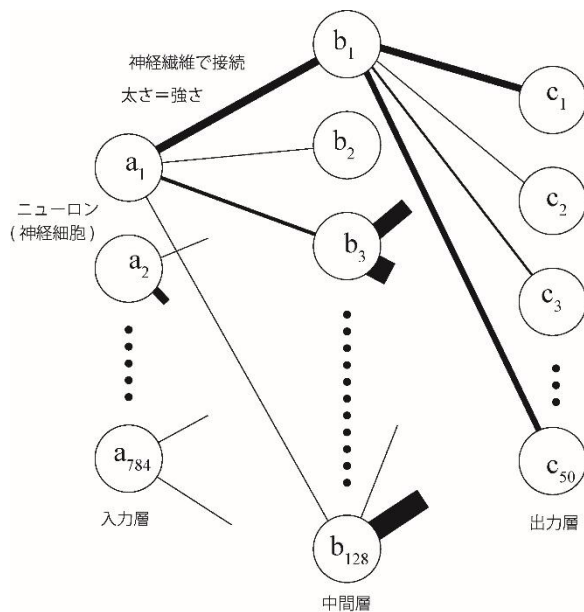 神経繊維で接続
太さ＝強さ
ニューロン
( 神経細胞 )
a1
a2
a784
入力層
b1
b2
b3
b128
中間層
c1
c2
c3
c50
出力層